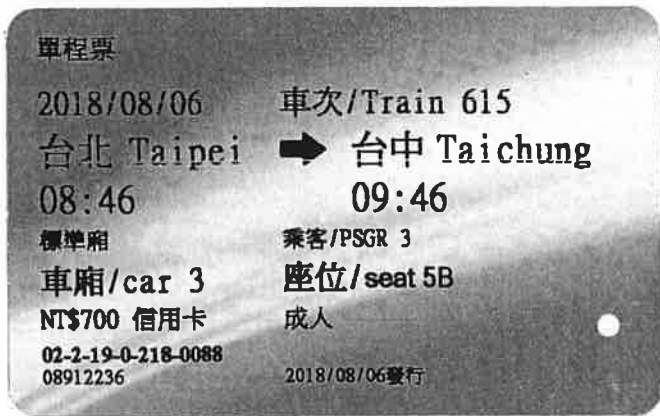 單程票
2018/08/06 車次/Train 615
台北 Taipei ➡ 台中 Taichung
08:46 09:46
標準廂 乘客/PSGR 3
車廂/car 3 座位/seat 5B
NT$700 信用卡 成人
02-2-19-0-218-0088
08912236 2018/08/06發行